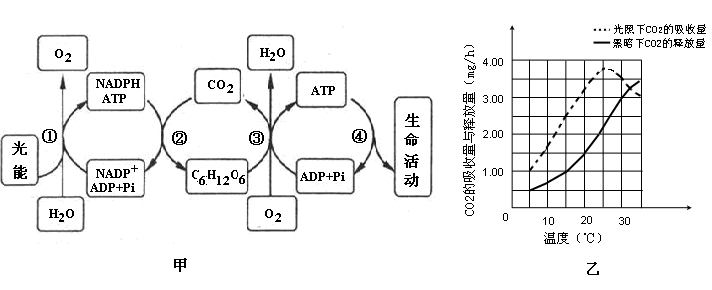 O2
H2O
NADPH
ATP
CO2
ATP
光能
①
②
③
④
生命活动
NADP+
ADP+Pi
C6H12O6
ADP+Pi
H2O
O2
甲
光照下CO2的吸收量
黑暗下CO2的释放量
CO2的吸收量与释放量(mg/h)
4.00
3.00
2.00
1.00
0
10
20
30
温度(℃)
乙